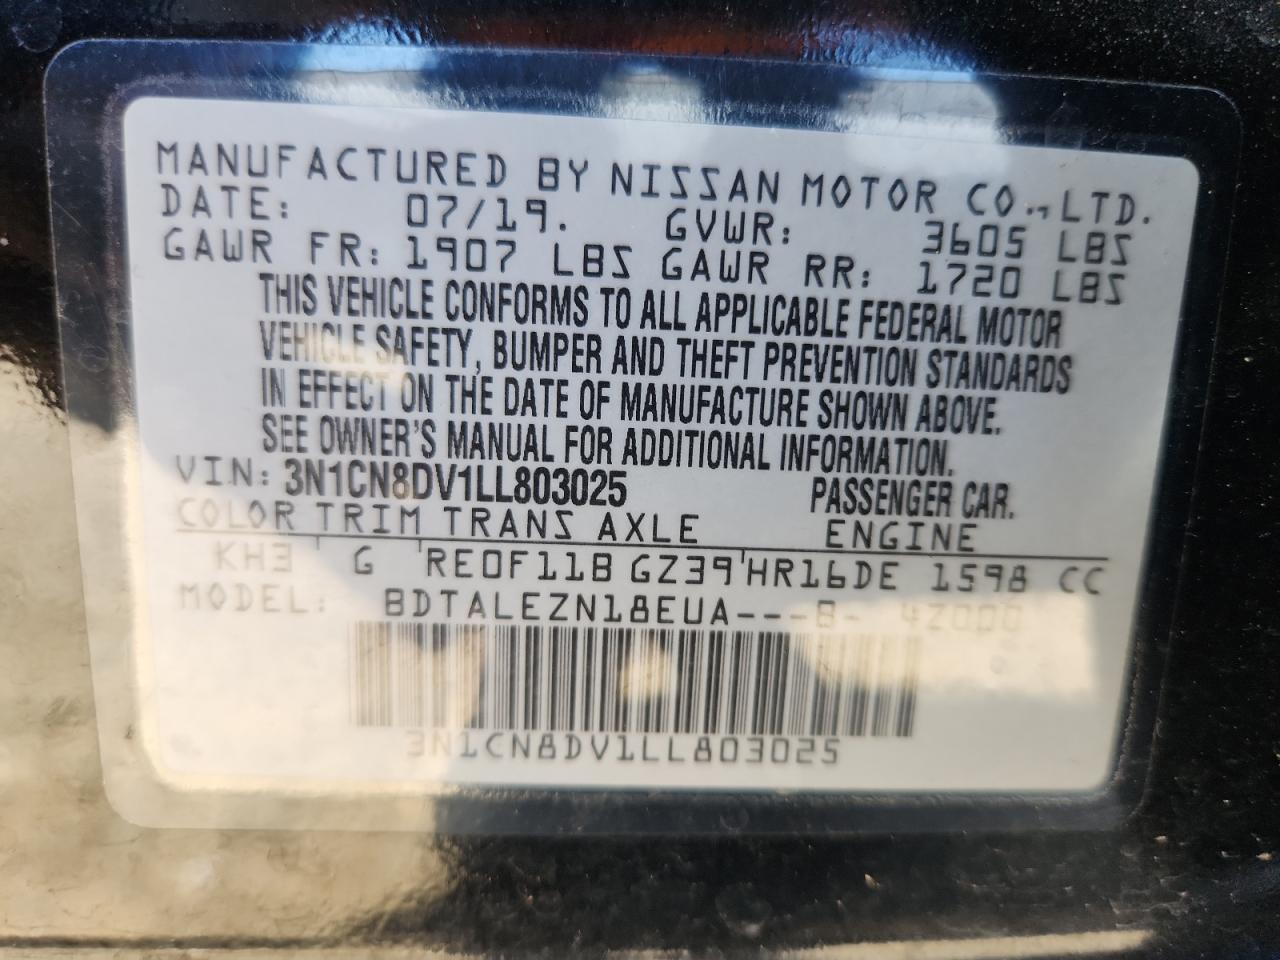 MANUFACTURED BY NISSAN MOTOR CO., LTD.
DATE: 07/19. GVWR: 3605 LBS
GAWR FR: 1907 LBS GAWR RR: 1720 LBS
THIS VEHICLE CONFORMS TO ALL APPLICABLE FEDERAL MOTOR
VEHICLE SAFETY, BUMPER AND THEFT PREVENTION STANDARDS
IN EFFECT ON THE DATE OF MANUFACTURE SHOWN ABOVE.
SEE OWNER'S MANUAL FOR ADDITIONAL INFORMATION.
VIN: 3N1CN8DV1LL803025 PASSENGER CAR.
COLOR TRIM TRANS AXLE ENGINE
KH3 G RE0F11B GZ39 HR16DE 1598 CC
MODEL: BDTALEZN18EUA---B-
3N1CN8DV1LL803025